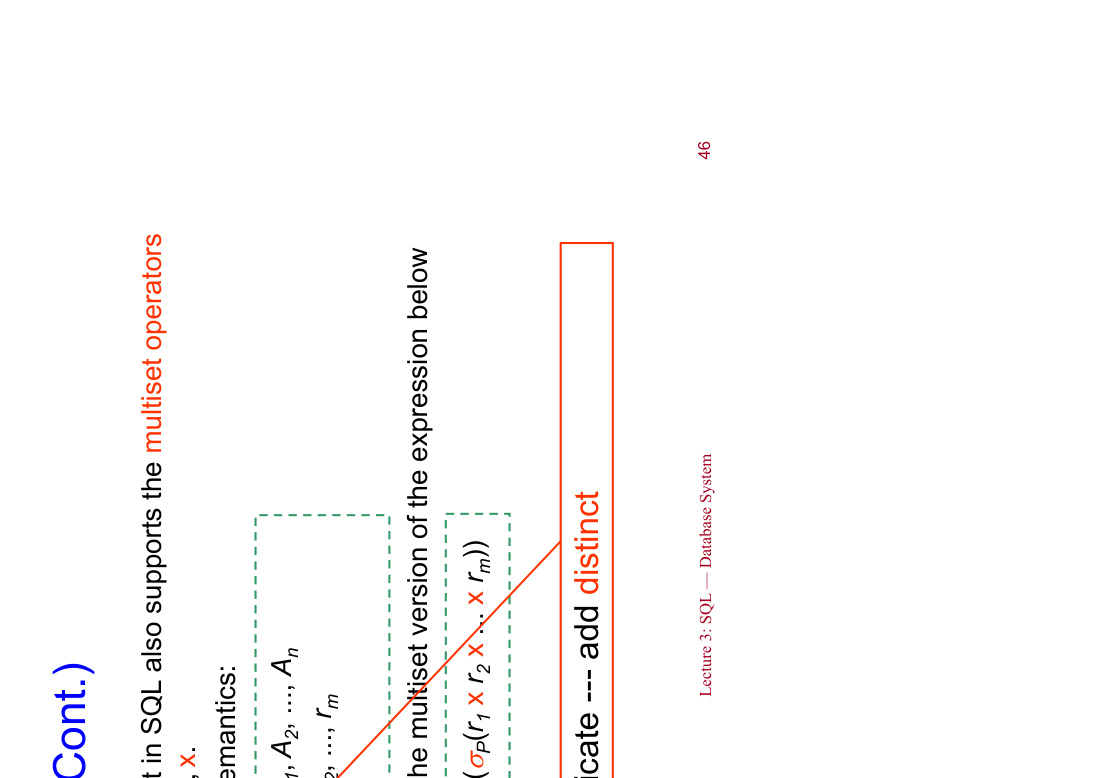 Cont.)
t in SQL also supports the multiset operators
, x.
emantics:
1, A2, ..., An
2, ..., rm
he multiset version of the expression below
(σP(r1 x r2 x ... x rm))
icate --- add distinct
Lecture 3: SQL — Database System
46